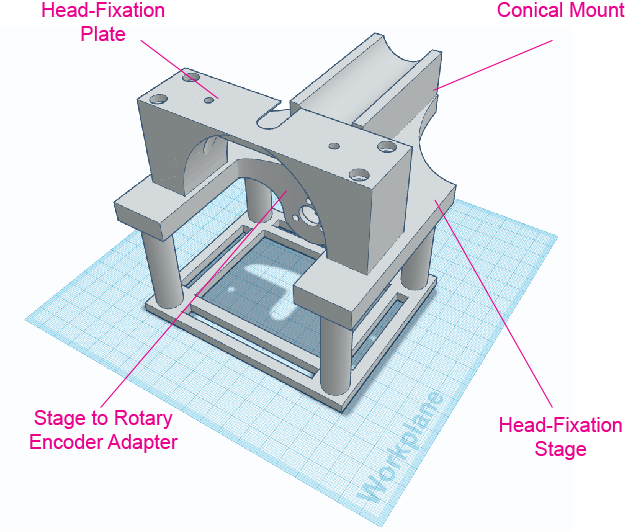 Head-Fixation
Plate
Conical Mount
Stage to Rotary
Encoder Adapter
Head-Fixation
Stage
Workplane